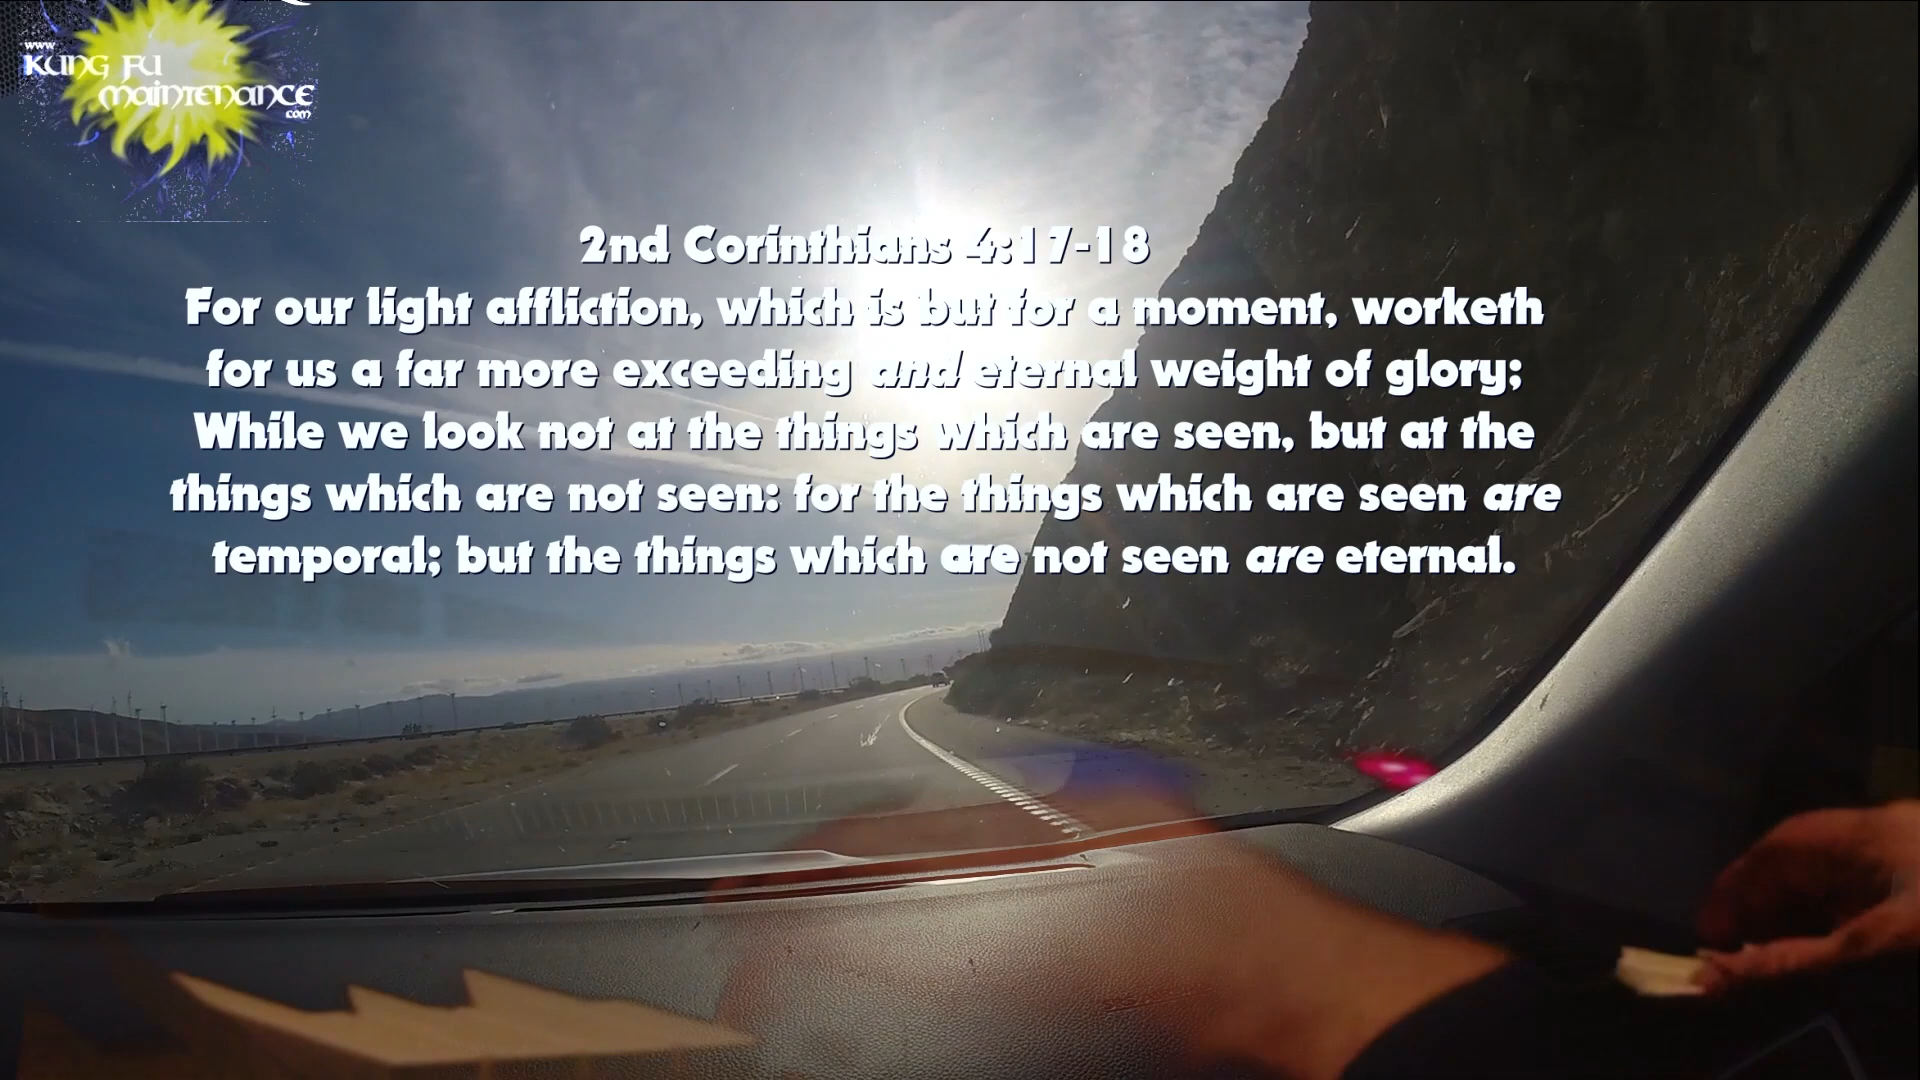 www
Kung Fu
Maintenance
.com
2nd Corinthians 4:17-18
For our light affliction, which is but for a moment, worketh
for us a far more exceeding and eternal weight of glory;
While we look not at the things which are seen, but at the
things which are not seen: for the things which are seen are
temporal; but the things which are not seen are eternal.